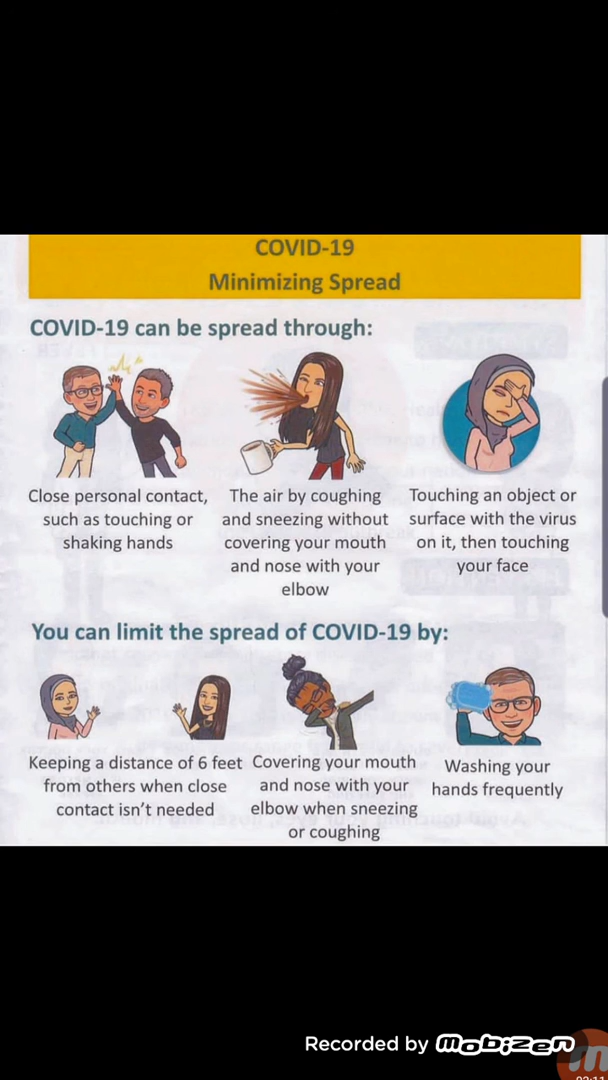 COVID-19
Minimizing Spread
COVID-19 can be spread through:
Close personal contact,
such as touching or
shaking hands
The air by coughing
and sneezing without
covering your mouth
and nose with your
elbow
Touching an object or
surface with the virus
on it, then touching
your face
You can limit the spread of COVID-19 by:
Keeping a distance of 6 feet
from others when close
contact isn't needed
Covering your mouth
and nose with your
elbow when sneezing
or coughing
Washing your
hands frequently
Recorded by mobizen